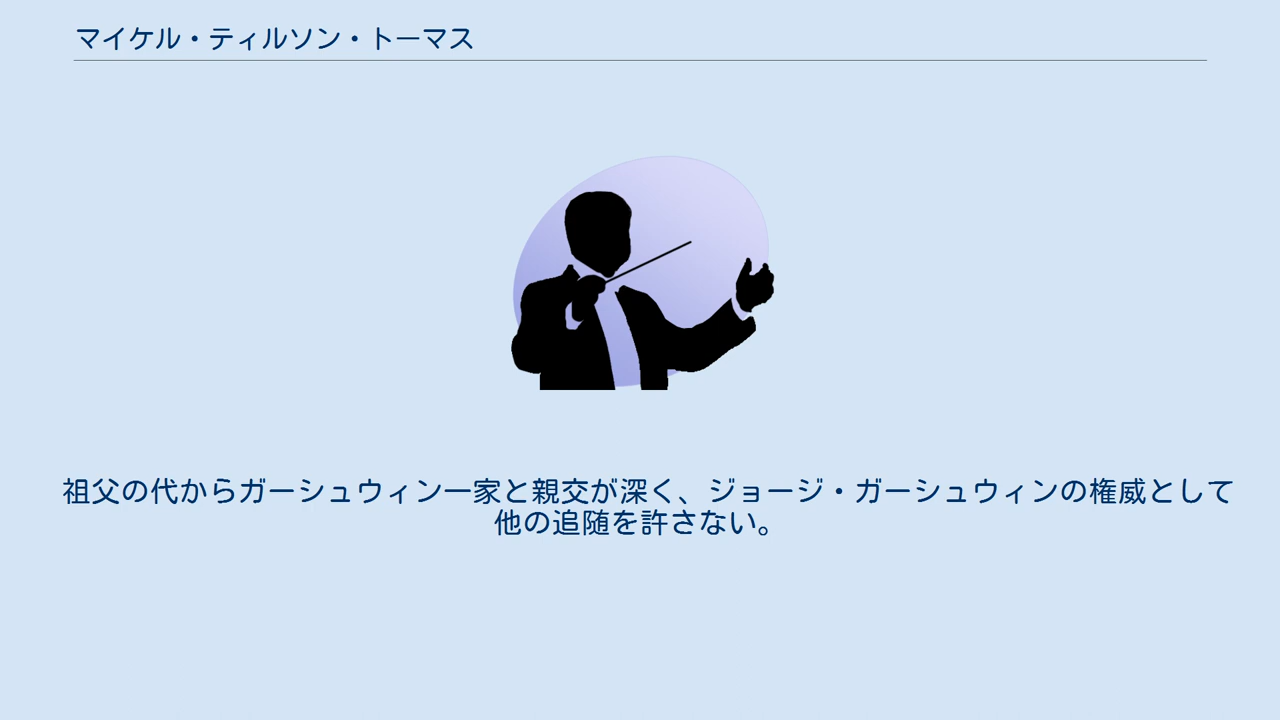 マイケル・ティルソン・トーマス
祖父の代からガーシュウィン一家と親交が深く、ジョージ・ガーシュウィンの権威として
他の追随を許さない。